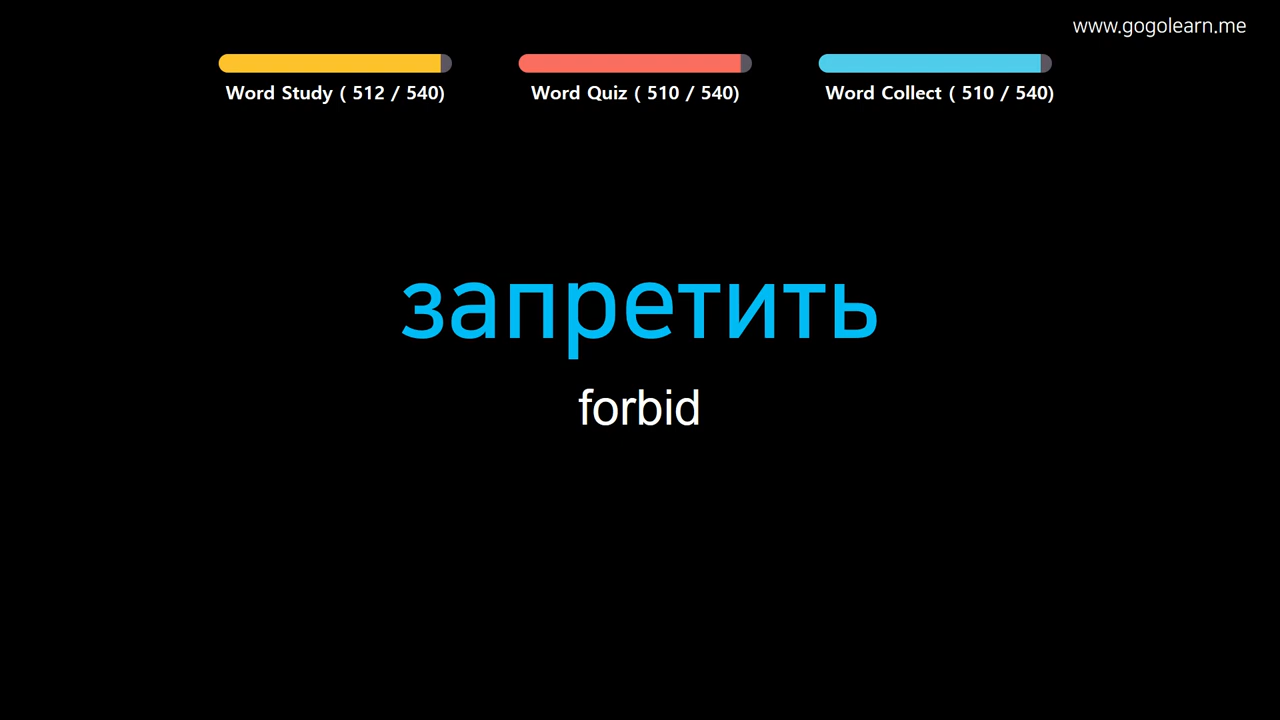 www.gogolearn.me
Word Study ( 512 / 540)
Word Quiz ( 510 / 540)
Word Collect ( 510 / 540)
запретить
forbid